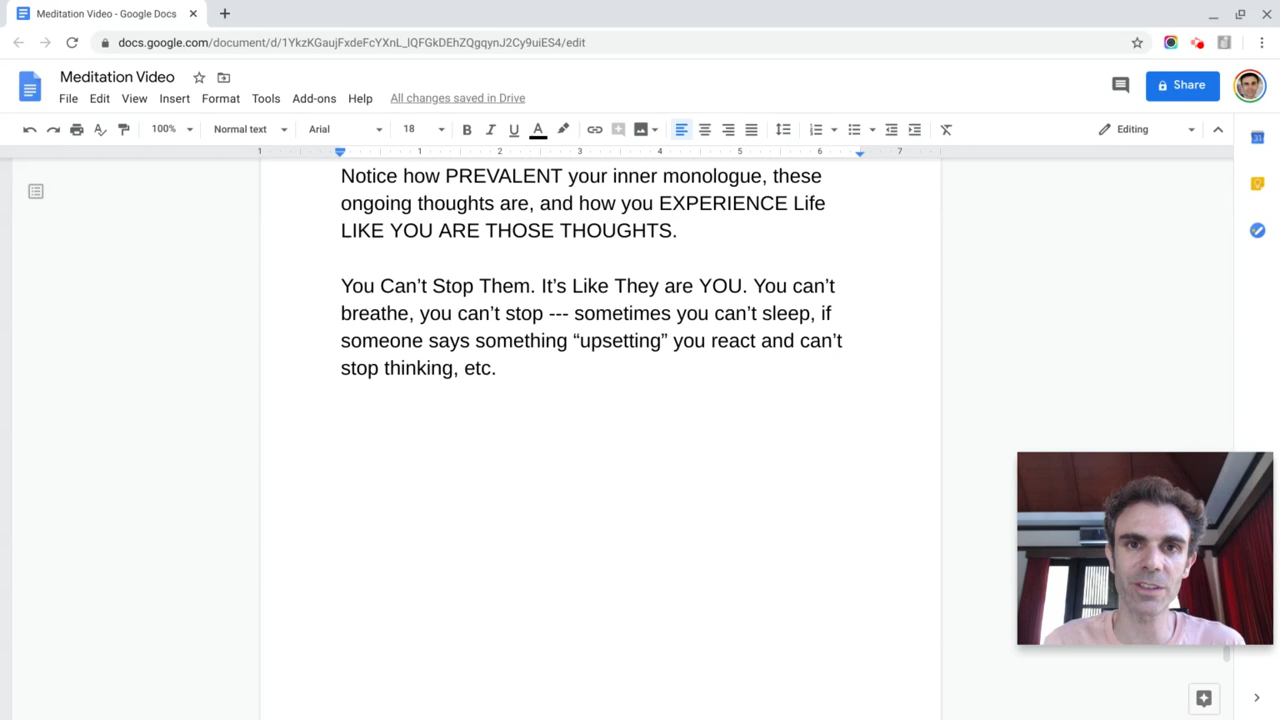 Meditation Video - Google Docs
docs.google.com/document/d/1YkzKGaujFxdeFcYXnL_lQFGkDEhZQgqynJ2Cy9uiES4/edit
Meditation Video
File Edit View Insert Format Tools Add-ons Help All changes saved in Drive
Share
100% Normal text Arial 18 B I U A Editing
1 1 2 3 4 5 6 7
Notice how PREVALENT your inner monologue, these
ongoing thoughts are, and how you EXPERIENCE Life
LIKE YOU ARE THOSE THOUGHTS.
You Can’t Stop Them. It’s Like They are YOU. You can’t
breathe, you can’t stop --- sometimes you can’t sleep, if
someone says something “upsetting” you react and can’t
stop thinking, etc.